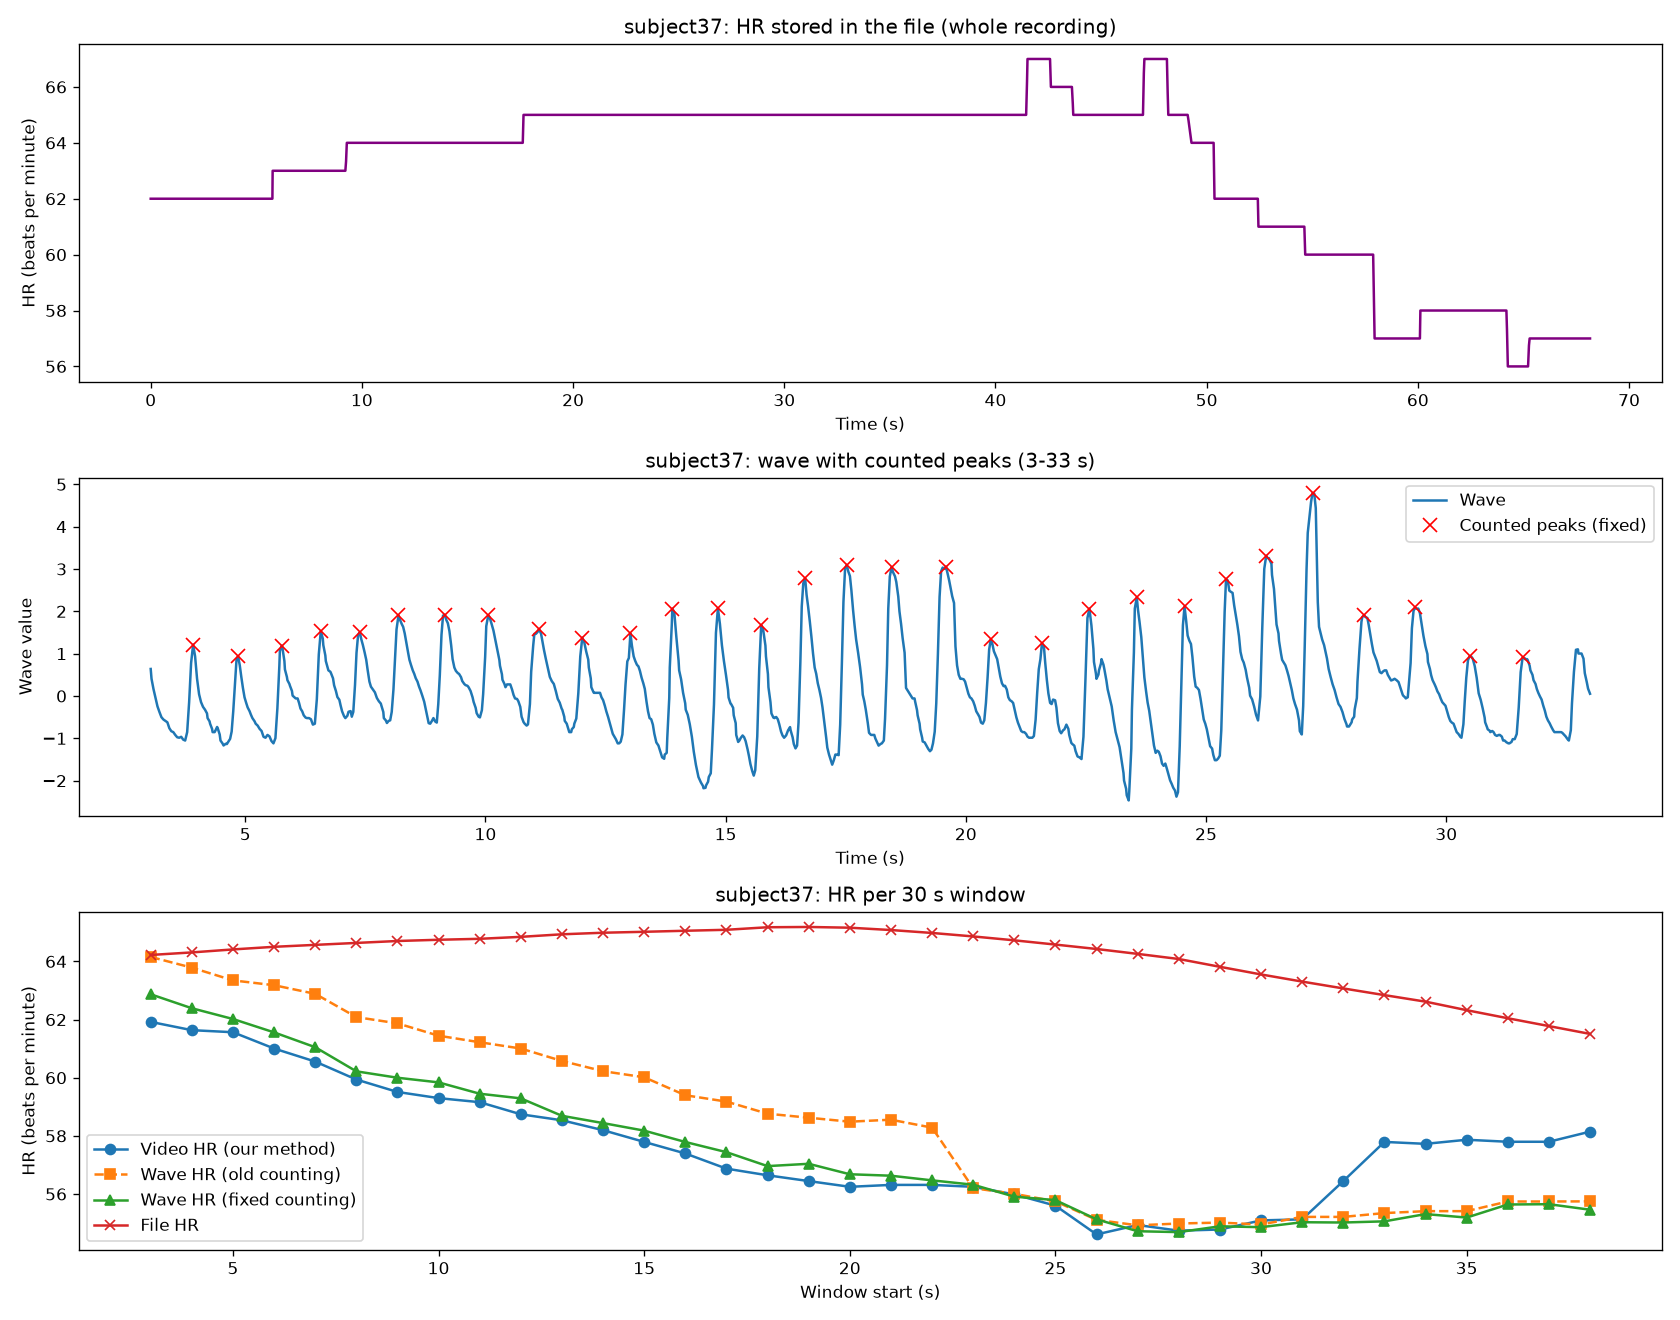 subject37: HR stored in the file (whole recording)
HR (beats per minute)
66
64
62
60
58
56
0 10 20 30 40 50 60 70
Time (s)
subject37: wave with counted peaks (3-33 s)
Wave value
5
4
3
2
1
0
−1
−2
Wave
Counted peaks (fixed)
5 10 15 20 25 30
Time (s)
subject37: HR per 30 s window
HR (beats per minute)
64
62
60
58
56
Video HR (our method)
Wave HR (old counting)
Wave HR (fixed counting)
File HR
5 10 15 20 25 30 35
Window start (s)